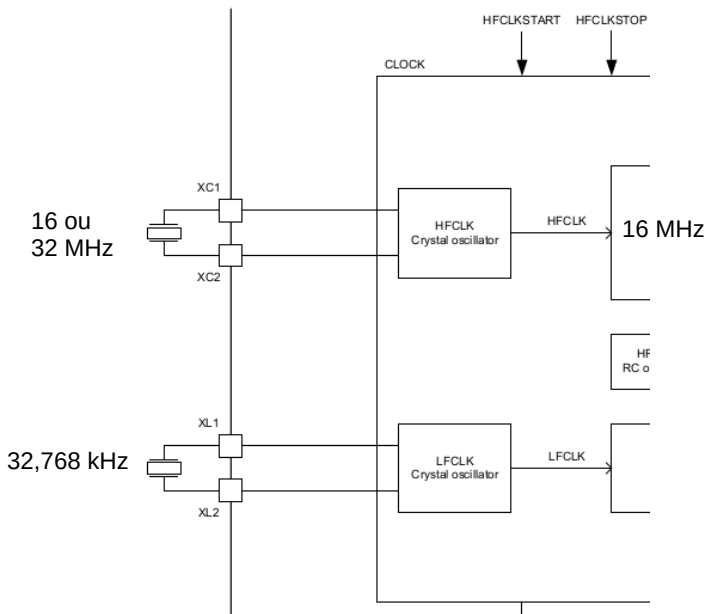 HFCLKSTART HFCLKSTOP
CLOCK
XC1
16 ou
32 MHz
HFCLK
Crystal oscillator
HFCLK
16 MHz
XC2
RC
XL1
32,768 kHz
LFCLK
Crystal oscillator
LFCLK
XL2